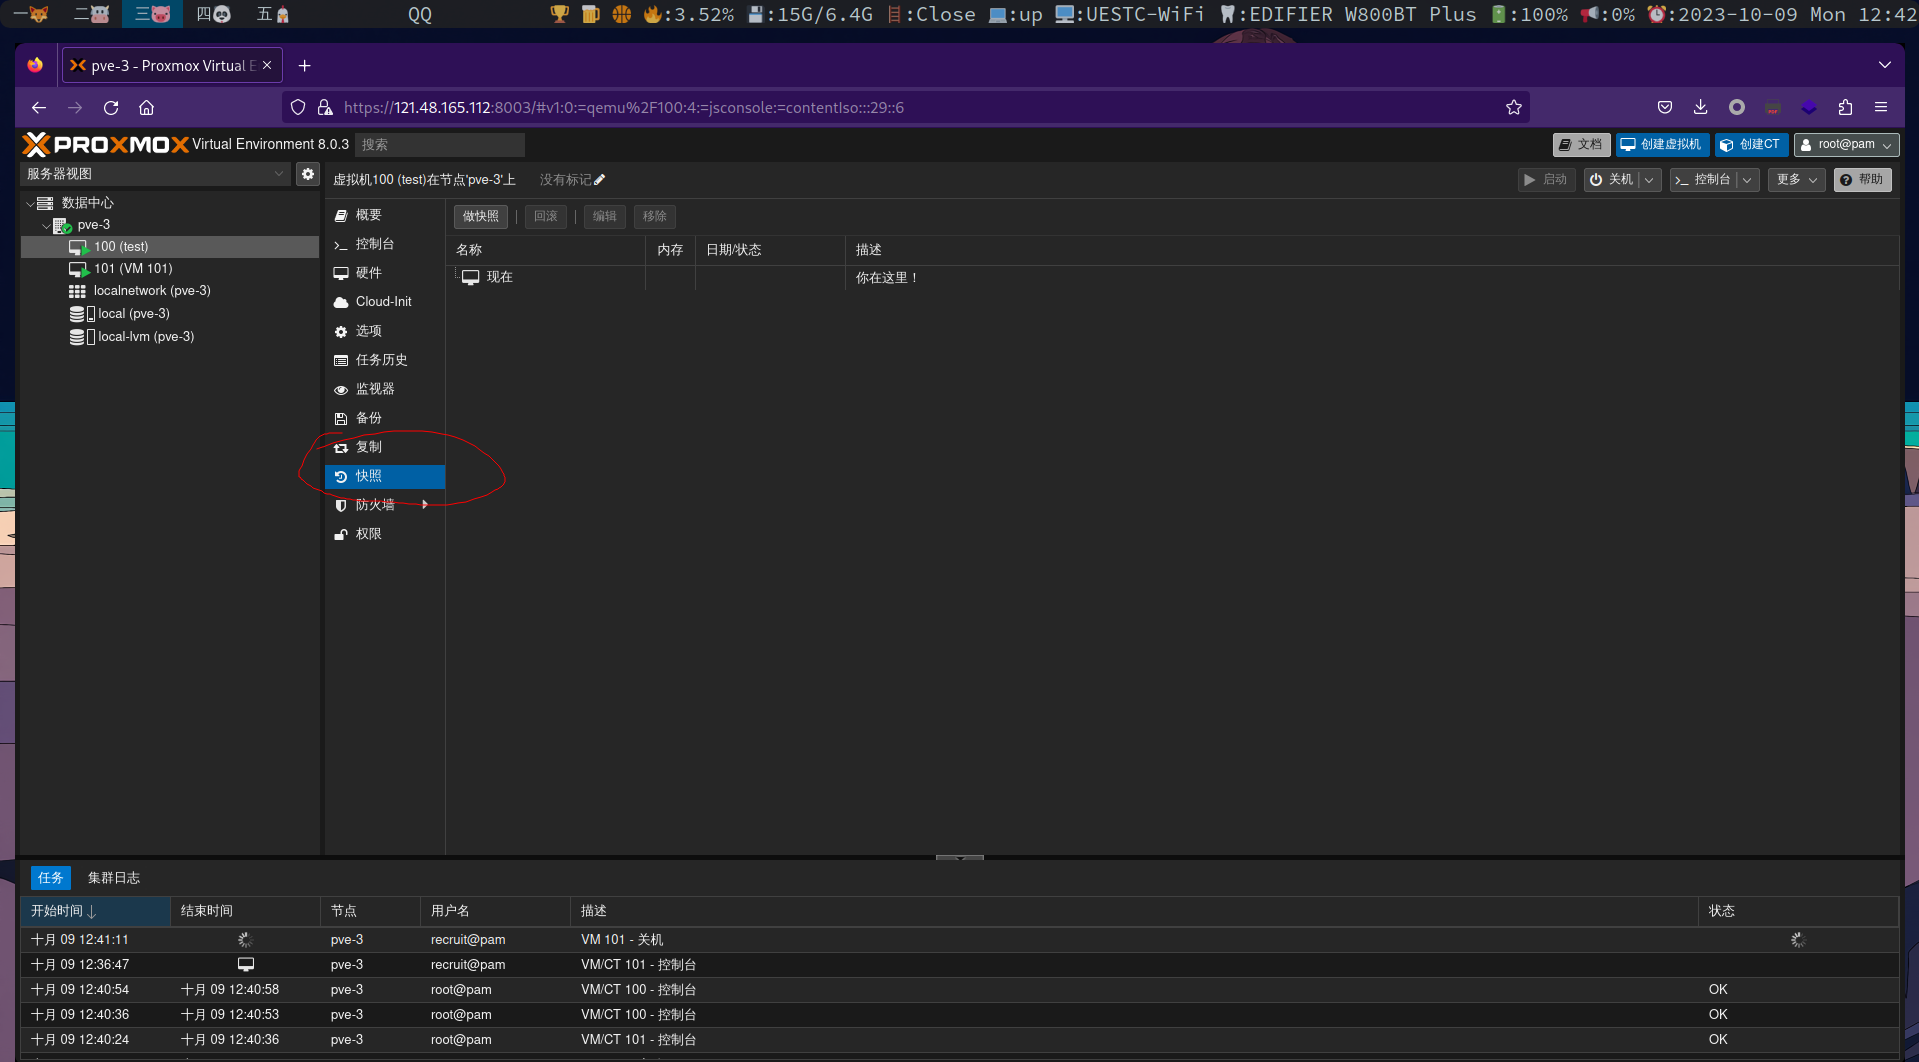 一 二 三 四 五 QQ :3.52% :15G/6.4G :Close :up :UESTC-WiFi :EDIFIER W800BT Plus :100% :0% :2023-10-09 Mon 12:42
pve-3 - Proxmox Virtual E
https://121.48.165.112:8003/#v1:0:=qemu%2F100:4:=jsconsole:=contentIso:::29::6
PROXMOX Virtual Environment 8.0.3 搜索 文档 创建虚拟机 创建CT root@pam
服务器视图
数据中心
pve-3
100 (test)
101 (VM 101)
localnetwork (pve-3)
local (pve-3)
local-lvm (pve-3)
虚拟机100 (test)在节点'pve-3'上 没有标记 启动 关机 控制台 更多 帮助
概要
控制台
硬件
Cloud-Init
选项
任务历史
监视器
备份
复制
快照
防火墙
权限
做快照 回滚 编辑 移除
名称 内存 日期/状态 描述
现在 你在这里！
任务 集群日志
开始时间 结束时间 节点 用户名 描述 状态
十月 09 12:41:11 pve-3 recruit@pam VM 101 - 关机
十月 09 12:36:47 pve-3 recruit@pam VM/CT 101 - 控制台
十月 09 12:40:54 十月 09 12:40:58 pve-3 root@pam VM/CT 100 - 控制台 OK
十月 09 12:40:36 十月 09 12:40:53 pve-3 root@pam VM/CT 100 - 控制台 OK
十月 09 12:40:24 十月 09 12:40:36 pve-3 root@pam VM/CT 101 - 控制台 OK